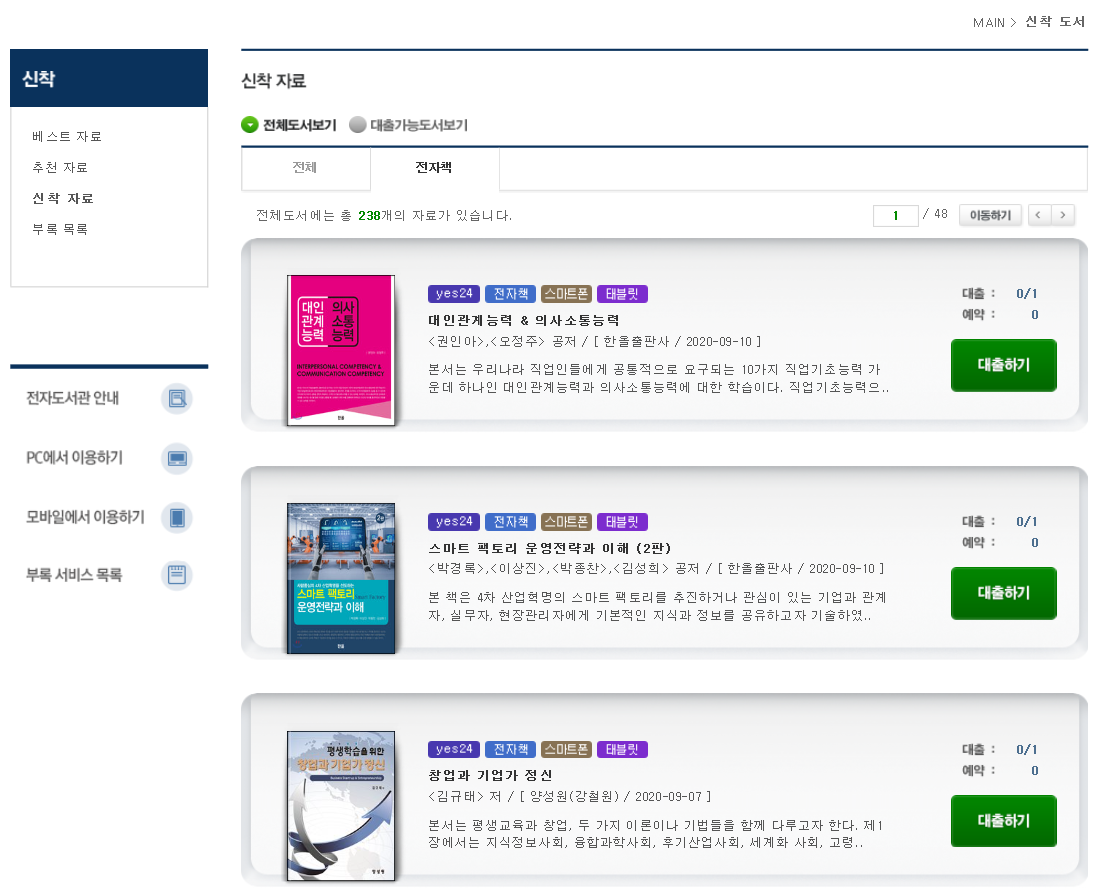 MAIN > 신착 도서
신착
베스트 자료
추천 자료
신착 자료
부록 목록
전자도서관 안내
PC에서 이용하기
모바일에서 이용하기
부록 서비스 목록
신착 자료
전체도서보기 대출가능도서보기
전체 전자책
전체도서에는 총 238개의 자료가 있습니다.
1 / 48 이동하기 < >
대인 의사
관계 소통
능력 능력
INTERPERSONAL COMPETENCY &
COMMUNICATION COMPETENCY
한올
yes24 전자책 스마트폰 태블릿
대인관계능력 & 의사소통능력
<권인아>,<오정주> 공저 / [ 한올출판사 / 2020-09-10 ]
본서는 우리나라 직업인들에게 공통적으로 요구되는 10가지 직업기초능력 가
운데 하나인 대인관계능력과 의사소통능력에 대한 학습이다. 직업기초능력으..
대출 : 0/1
예약 : 0
대출하기
2판
스마트 팩토리
운영전략과 이해
한올
yes24 전자책 스마트폰 태블릿
스마트 팩토리 운영전략과 이해 (2판)
<박경록>,<이상진>,<박종찬>,<김성희> 공저 / [ 한올출판사 / 2020-09-10 ]
본 책은 4차 산업혁명의 스마트 팩토리를 추진하거나 관심이 있는 기업과 관계
자, 실무자, 현장관리자에게 기본적인 지식과 정보를 공유하고자 기술하였..
대출 : 0/1
예약 : 0
대출하기
평생학습을 위한
창업과 기업가 정신
Business Start-up & Entrepreneurship
양성원
yes24 전자책 스마트폰 태블릿
창업과 기업가 정신
<김규태> 저 / [ 양성원(강철원) / 2020-09-07 ]
본서는 평생교육과 창업, 두 가지 이론이나 기법들을 함께 다루고자 한다. 제1
장에서는 지식정보사회, 융합과학사회, 후기산업사회, 세계화 사회, 고령..
대출 : 0/1
예약 : 0
대출하기